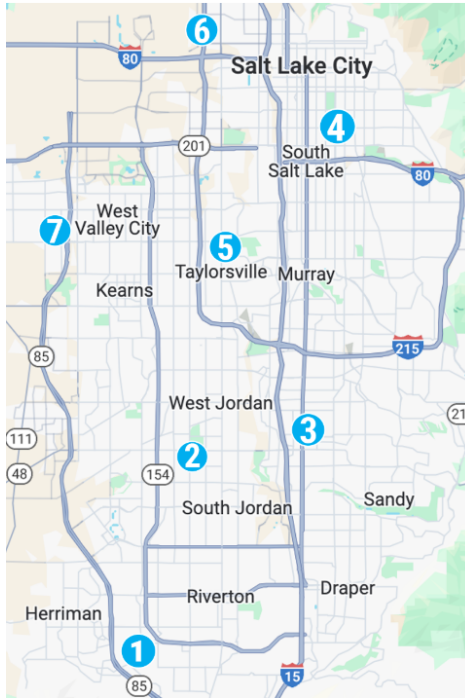 6
80
Salt Lake City
4
201
South
Salt Lake
80
West
Valley City
7
5
Taylorsville
Murray
Kearns
215
85
West Jordan
21
3
111
2
48
154
Sandy
South Jordan
Riverton
Draper
Herriman
1
15
85